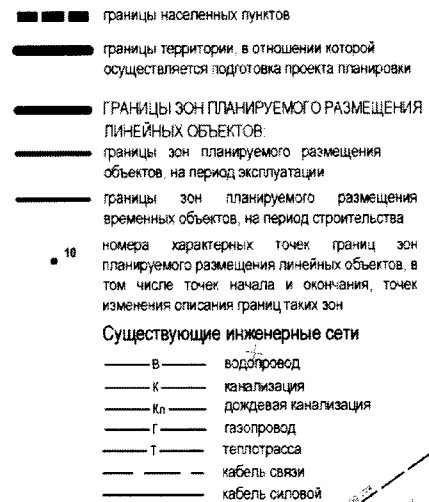 границы населенных пунктов
границы территории, в отношении которой
осуществляется подготовка проекта планировки
ГРАНИЦЫ ЗОН ПЛАНИРУЕМОГО РАЗМЕЩЕНИЯ
ЛИНЕЙНЫХ ОБЪЕКТОВ:
границы зон планируемого размещения
объектов, на период эксплуатации
границы зон планируемого размещения
временных объектов, на период строительства
10 номера характерных точек границ зон
планируемого размещения линейных объектов, в
том числе точек начала и окончания, точек
изменения описания границ таких зон
Существующие инженерные сети
В водопровод
К канализация
Кл дождевая канализация
Г газопровод
Т теплотрасса
кабель связи
кабель силовой